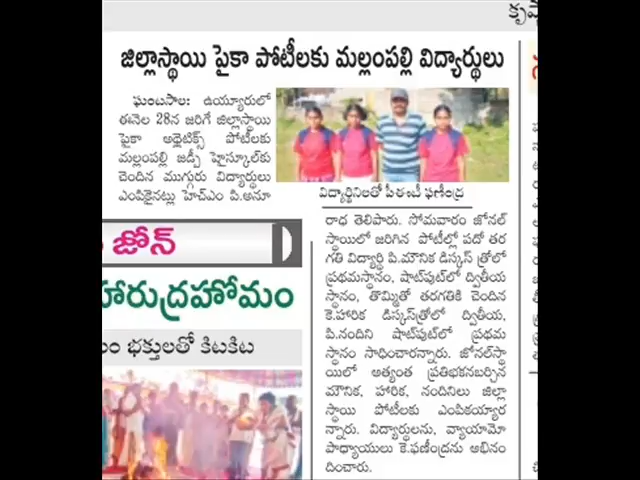 కృష్ణ
జిల్లాస్థాయి పైకా పోటీలకు మల్లంపల్లి విద్యార్థులు
ఘంటసాల: ఉయ్యూరులో
ఈనెల 28న జరిగే జిల్లాస్థాయి
పైకా అథ్లెటిక్స్ పోటీలకు
మల్లంపల్లి జడ్పీ హైస్కూల్‌కు
చెందిన ముగ్గురు విద్యార్థులు
ఎంపికైనట్లు హెచ్ఎం పి.అనూ
విద్యార్థినిలతో పీఈటీ ఫణీంద్ర
రాధ తెలిపారు. సోమవారం జోనల్
స్థాయిలో జరిగిన పోటీల్లో పదో తర
గతి విద్యార్థి పి.మౌనిక డిస్కస్ త్రోలో
ప్రథమస్థానం, షాట్‌పుట్‌లో ద్వితీయ
స్థానం, తొమ్మిదో తరగతికి చెందిన
కె.హారిక డిస్కస్‌త్రోలో ద్వితీయ,
పి.నందిని షాట్‌పుట్‌లో ప్రథమ
స్థానం సాధించారన్నారు. జోనల్‌స్థా
యిలో అత్యంత ప్రతిభకనబర్చిన
మౌనిక, హారిక, నందినిలు జిల్లా
స్థాయి పోటీలకు ఎంపికయ్యార
న్నారు. విద్యార్థులను, వ్యాయామో
పాధ్యాయులు కె.ఫణీంద్రను అభినం
దించారు.
జోన్
హారుద్రహోమం
ం భక్తులతో కిటకిట